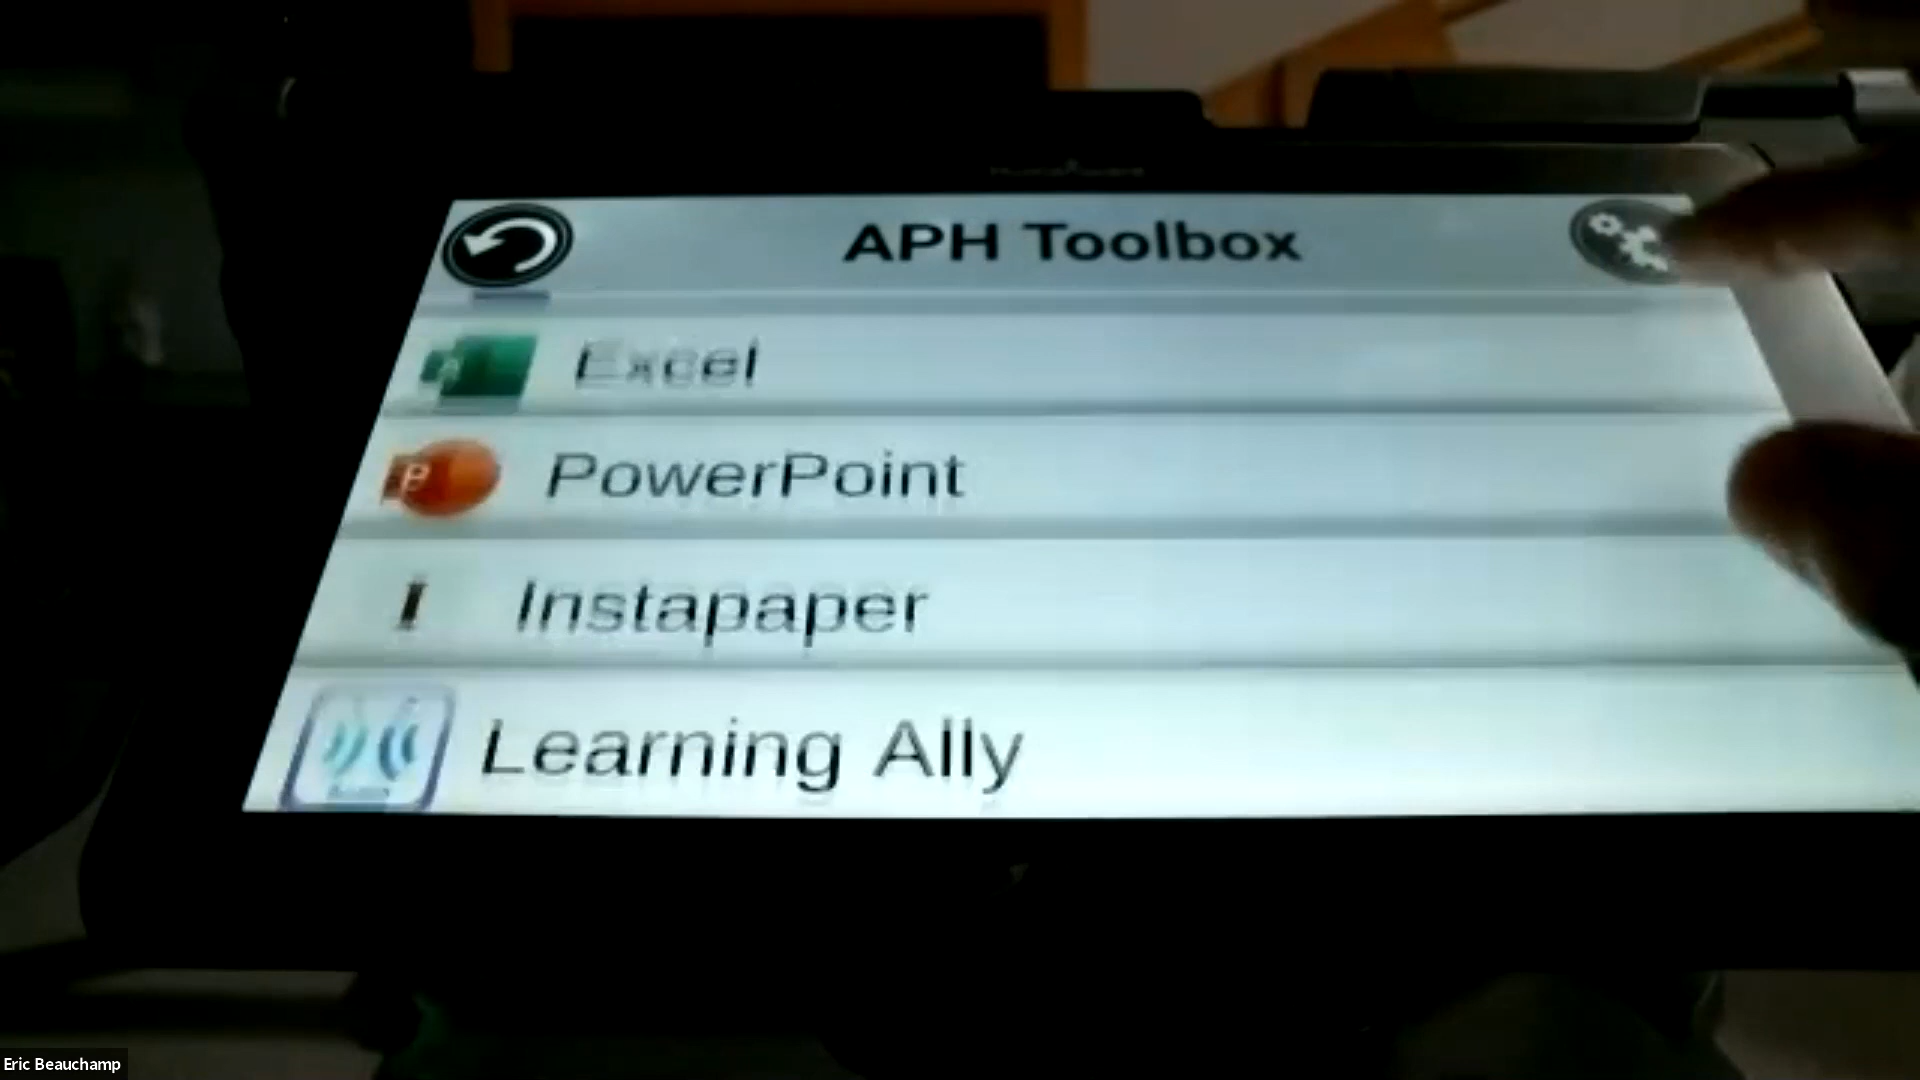 APH Toolbox
Excel
PowerPoint
P
Instapaper
I
Learning Ally
Eric Beauchamp